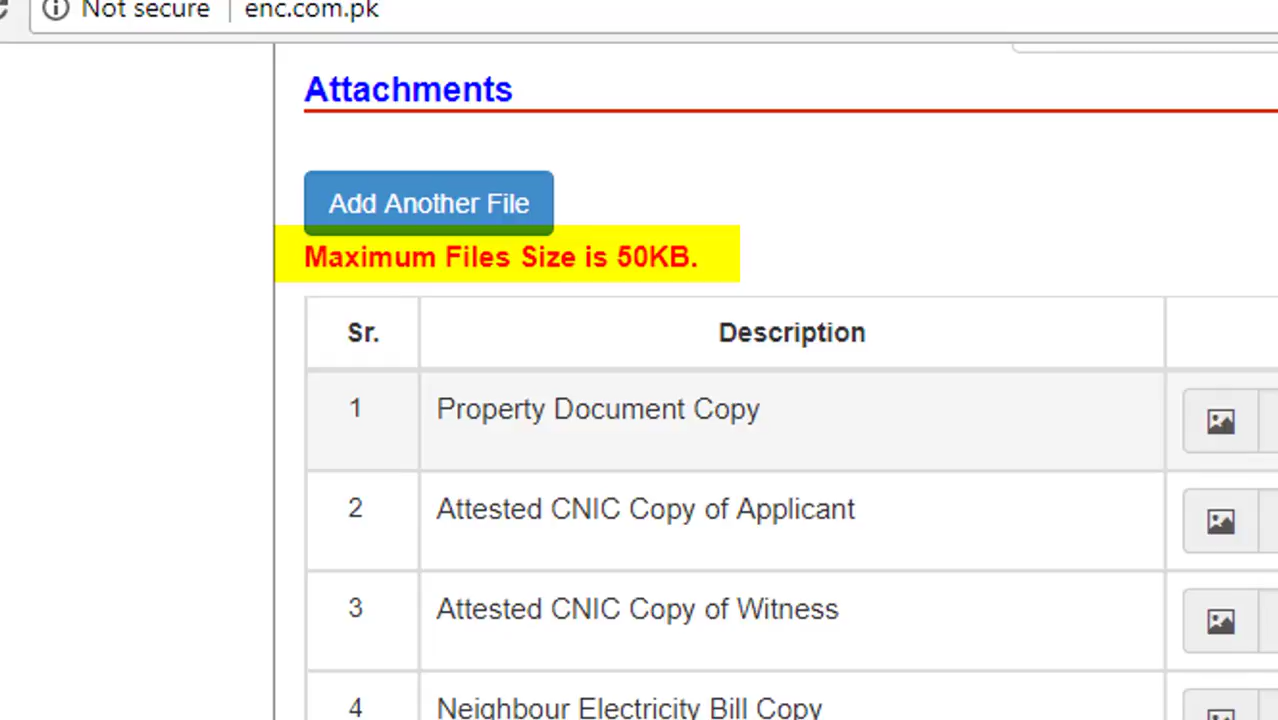 Not secure | enc.com.pk
Attachments
Add Another File
Maximum Files Size is 50KB.
Sr. Description
1 Property Document Copy
2 Attested CNIC Copy of Applicant
3 Attested CNIC Copy of Witness
4 Neighbour Electricity Bill Copy